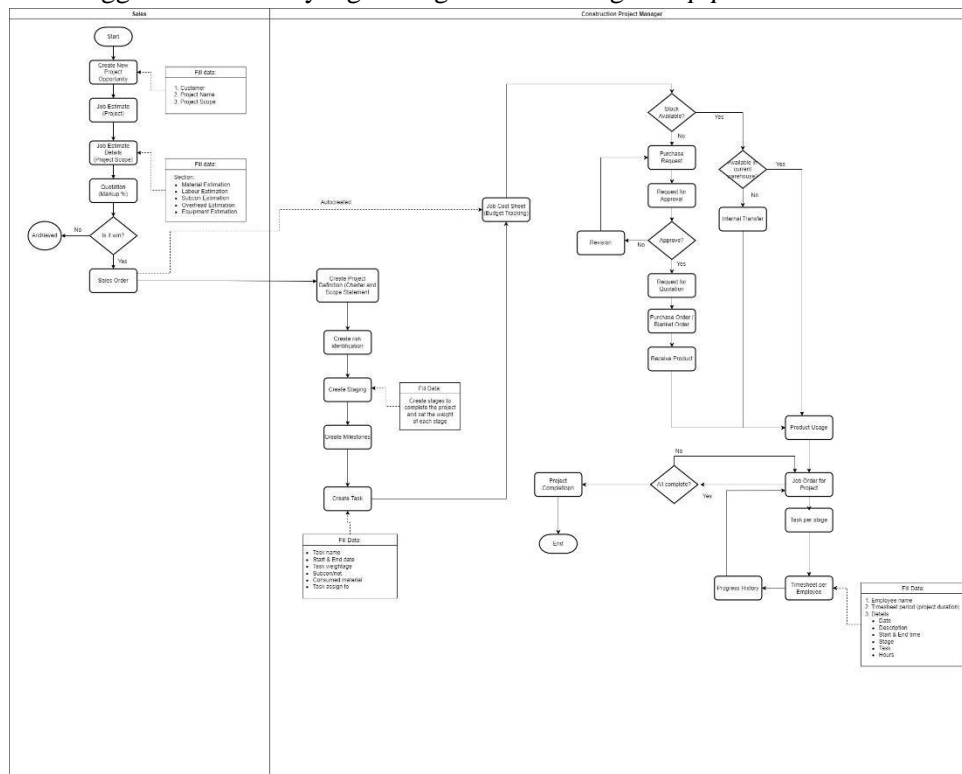 Sales
Construction Project Manager
Start
Create New
Project
Opportunity
Fill data:
1. Customer
2. Project Name
3. Project Scope
Job Estimate
(Project)
Job Estimate
Details
(Project Scope)
Fill data:
Section:
• Material Estimation
• Labour Estimation
• Subcon Estimation
• Overhead Estimation
• Equipment Estimation
Quotation
(Markup %)
Is it win?
No
Archieved
Yes
Sales Order
Autocreated
Job Cost Sheet
(Budget Tracking)
Create Project
Definition (Charter and
Scope Statement
Create risk
identification
Create Staging
Fill Data:
Create stages to
complete the project
and set the weight
of each stage
Create Milestones
Create Task
Fill Data:
• Task name
• Start & End date
• Task weightage
• Subcon/not
• Consumed material
• Task assign to
Stock
Available?
Yes
No
Purchase
Request
Available in
current
warehouse?
Yes
No
Internal Transfer
Request for
Approval
Approve?
No
Revision
Yes
Request for
Quotation
Purchase Order /
Blanket Order
Receive Product
Product Usage
No
Job Order for
Project
All complete?
Yes
Project
Completiopn
End
Task per stage
Timesheet per
Employee
Progress History
Fill Data:
1. Employee name
2. Timesheet period (project duration)
3. Details
• Date
• Description
• Start & End time
• Stage
• Task
• Hours